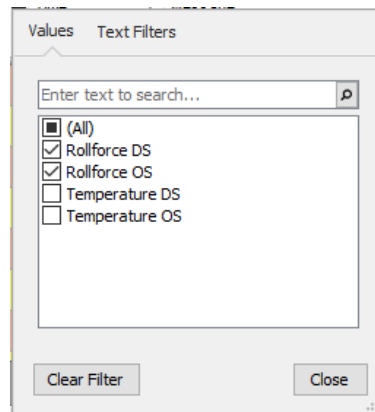 Values Text Filters
Enter text to search...
(All)
Rollforce DS
Rollforce OS
Temperature DS
Temperature OS
Clear Filter Close